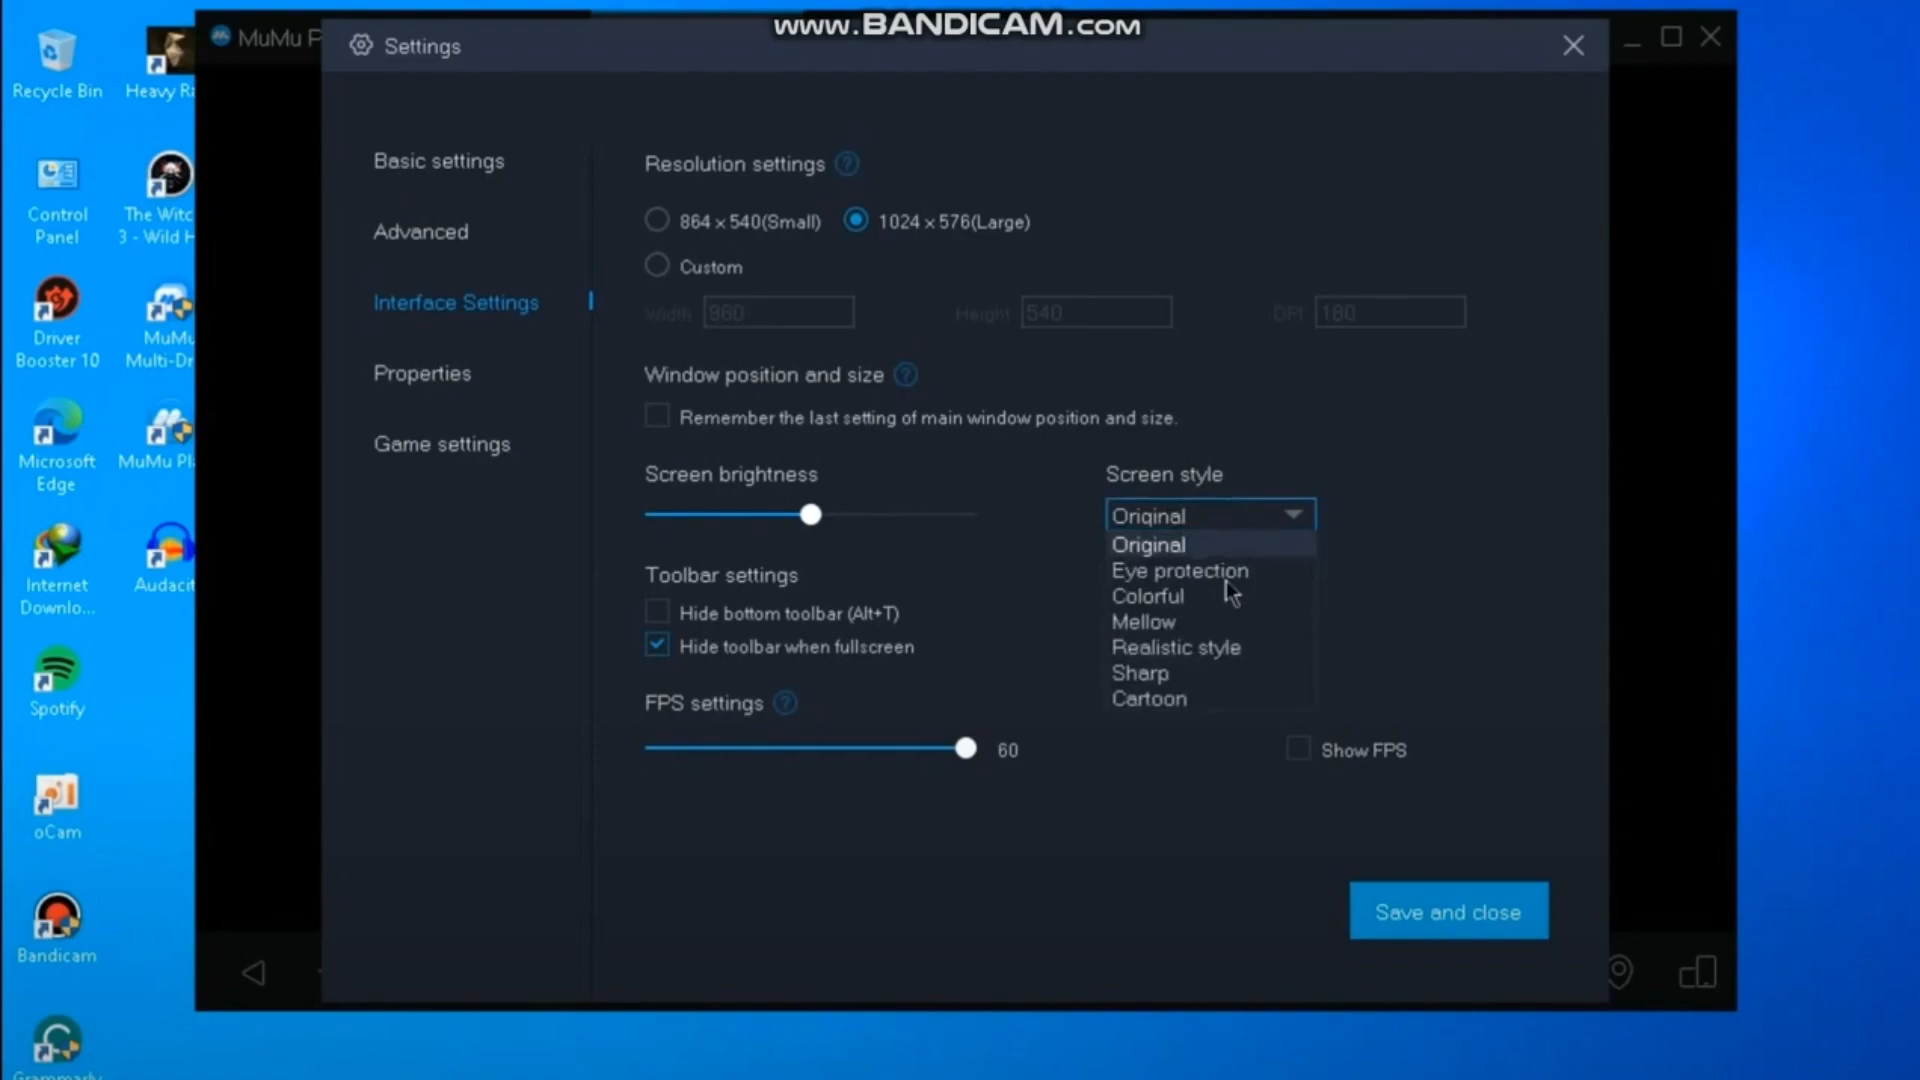 www.BANDICAM.com
MuMu P
Settings
Recycle Bin
Heavy Ra
Control
Panel
The Witc
3 - Wild H
Driver
Booster 10
MuMu
Multi-Dr
Microsoft
Edge
MuMu Pl
Internet
Downlo...
Audacit
Spotify
oCam
Bandicam
Grammarly
Basic settings
Advanced
Interface Settings
Properties
Game settings
Resolution settings ?
864 x 540(Small)
1024 x 576(Large)
Custom
Width 960
Height 540
DPI 180
Window position and size ?
Remember the last setting of main window position and size.
Screen brightness
Screen style
Original
Original
Eye protection
Colorful
Mellow
Realistic style
Sharp
Cartoon
Toolbar settings
Hide bottom toolbar (Alt+T)
Hide toolbar when fullscreen
FPS settings ?
60
Show FPS
Save and close